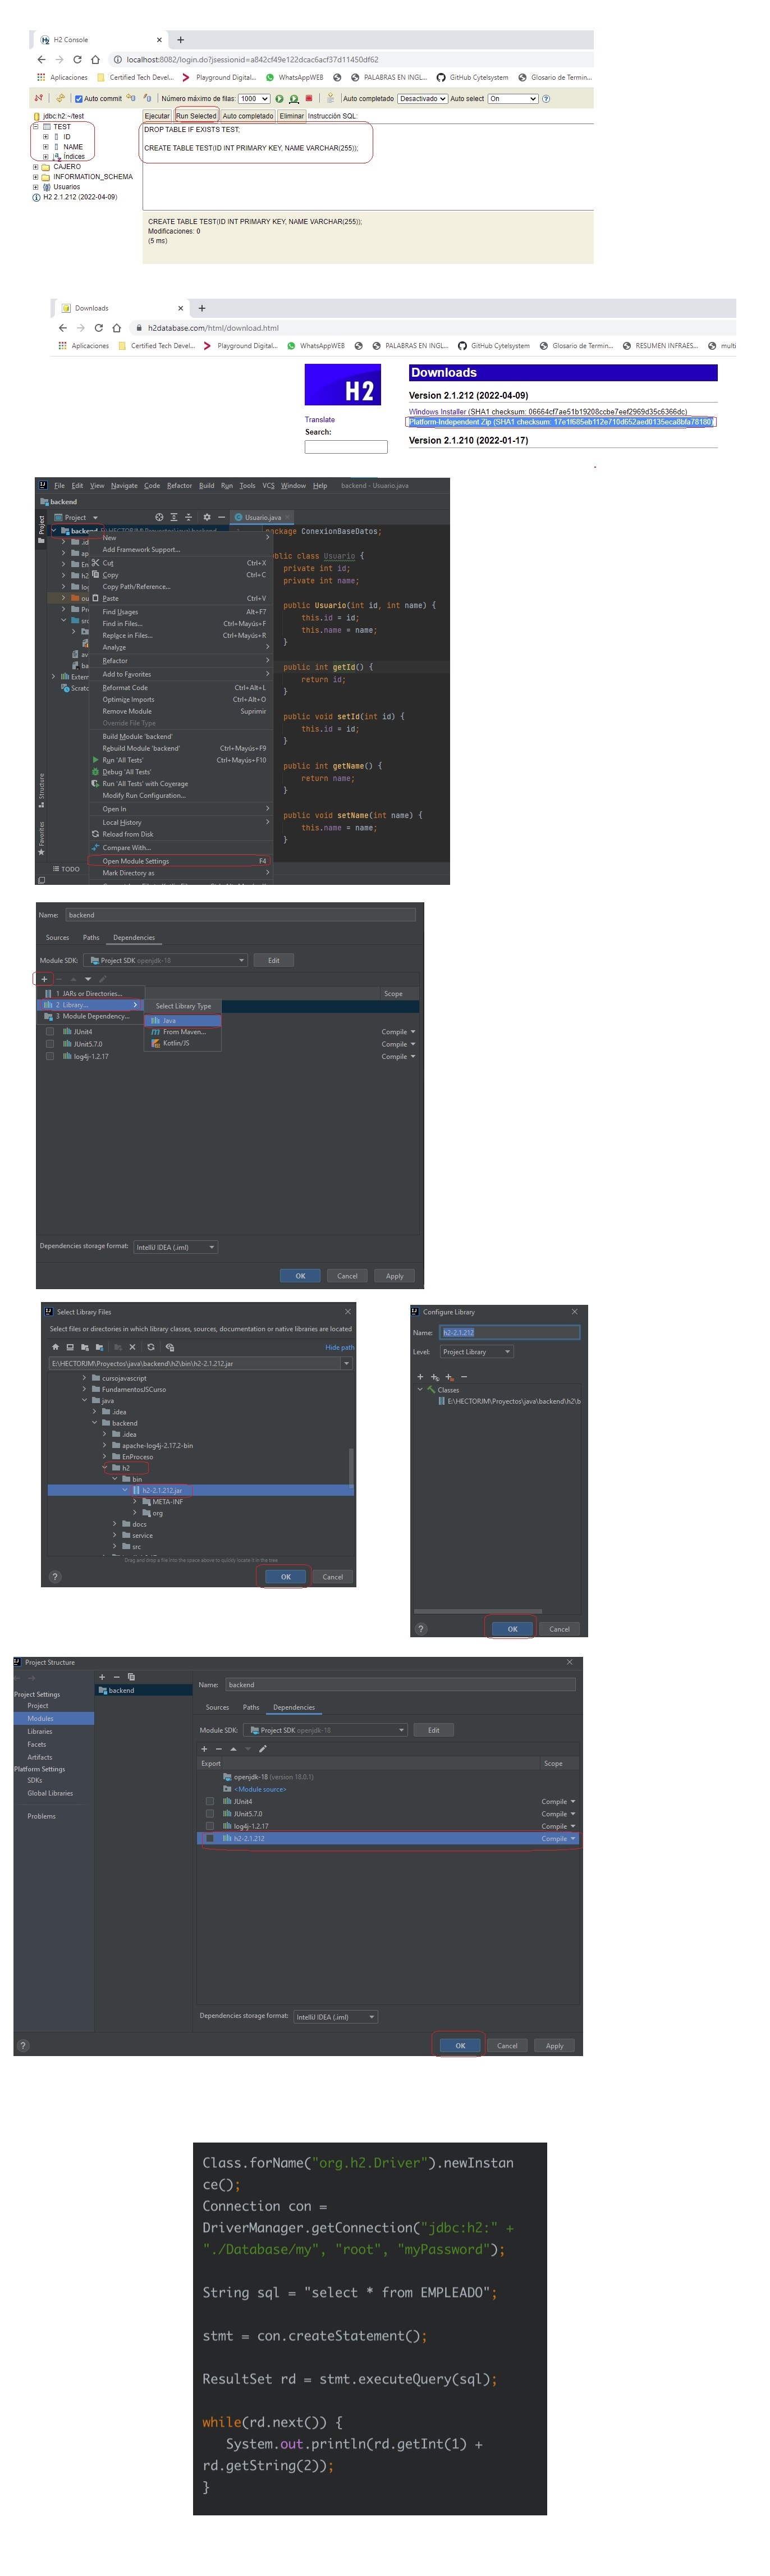 H2 Console
localhost:8082/login.do?jsessionid=a842cf49e122dcac6acf37d11450df62
Aplicaciones Certified Tech Devel... Playground Digital... WhatsAppWEB PALABRAS EN INGL... GitHub Cytelsystem Glosario de Termin...
Auto commit Número máximo de filas: 1000 Auto completado Desactivado Auto select On
jdbc:h2:~/test
Ejecutar Run Selected Auto completado Eliminar Instrucción SQL:
TEST
ID
NAME
Índices
CAJERO
INFORMATION_SCHEMA
Usuarios
H2 2.1.212 (2022-04-09)
DROP TABLE IF EXISTS TEST;
CREATE TABLE TEST(ID INT PRIMARY KEY, NAME VARCHAR(255));
CREATE TABLE TEST(ID INT PRIMARY KEY, NAME VARCHAR(255));
Modificaciones: 0
(5 ms)
Downloads
h2database.com/html/download.html
Aplicaciones Certified Tech Devel... Playground Digital... WhatsAppWEB PALABRAS EN INGL... GitHub Cytelsystem Glosario de Termin... RESUMEN INFRAES... multi
H2
Translate
Search:
Downloads
Version 2.1.212 (2022-04-09)
Windows Installer (SHA1 checksum: 06664cf7ae51b19208ccbe7eef2969d35c6366dc)
Platform-Independent Zip (SHA1 checksum: 17e1f685eb112e710d652aed0135eca8bfa78180)
Version 2.1.210 (2022-01-17)
File Edit View Navigate Code Refactor Build Run Tools VCS Window Help backend - Usuario.java
backend
Project
Project
Usuario.java
backend
.id
ap
En
h2
log
ou
Pr
src
av
ba
Extern
Scratc
Structure
Favorites
TODO
New
Add Framework Support...
Cut Ctrl+X
Copy Ctrl+C
Copy Path/Reference...
Paste Ctrl+V
Find Usages Alt+F7
Find in Files... Ctrl+Mayús+F
Replace in Files... Ctrl+Mayús+R
Analyze
Refactor
Add to Favorites
Reformat Code Ctrl+Alt+L
Optimize Imports Ctrl+Alt+O
Remove Module Suprimir
Override File Type
Build Module 'backend'
Rebuild Module 'backend' Ctrl+Mayús+F9
Run 'All Tests' Ctrl+Mayús+F10
Debug 'All Tests'
Run 'All Tests' with Coverage
Modify Run Configuration...
Open In
Local History
Reload from Disk
Compare With...
Open Module Settings F4
Mark Directory as
package ConexionBaseDatos;
blic class Usuario {
private int id;
private int name;
public Usuario(int id, int name) {
this.id = id;
this.name = name;
}
public int getId() {
return id;
}
public void setId(int id) {
this.id = id;
}
public int getName() {
return name;
}
public void setName(int name) {
this.name = name;
}
Name: backend
Sources Paths Dependencies
Module SDK: Project SDK openjdk-18 Edit
Scope
1 JARs or Directories...
2 Library...
3 Module Dependency...
Select Library Type
Java
From Maven...
Kotlin/JS
JUnit4 Compile
JUnit5.7.0 Compile
log4j-1.2.17 Compile
Dependencies storage format: IntelliJ IDEA (.iml)
OK Cancel Apply
Select Library Files
Select files or directories in which library classes, sources, documentation or native libraries are located
Hide path
E:\HECTORJM\Proyectos\java\backend\h2\bin\h2-2.1.212.jar
cursojavascript
FundamentosJSCurso
java
.idea
backend
.idea
apache-log4j-2.17.2-bin
EnProceso
h2
bin
h2-2.1.212.jar
META-INF
org
docs
service
src
Drag and drop a file into the space above to quickly locate it in the tree
? OK Cancel
Configure Library
Name: h2-2.1.212
Level: Project Library
Classes
E:\HECTORJM\Proyectos\java\backend\h2\b
? OK Cancel
Project Structure
Project Settings
Project
Modules
Libraries
Facets
Artifacts
Platform Settings
SDKs
Global Libraries
Problems
backend
Name: backend
Sources Paths Dependencies
Module SDK: Project SDK openjdk-18 Edit
Export Scope
openjdk-18 (version 18.0.1)
<Module source>
JUnit4 Compile
JUnit5.7.0 Compile
log4j-1.2.17 Compile
h2-2.1.212 Compile
Dependencies storage format: IntelliJ IDEA (.iml)
? OK Cancel Apply
Class.forName("org.h2.Driver").newInstan
ce();
Connection con =
DriverManager.getConnection("jdbc:h2:" +
"./Database/my", "root", "myPassword");
String sql = "select * from EMPLEADO";
stmt = con.createStatement();
ResultSet rd = stmt.executeQuery(sql);
while(rd.next()) {
System.out.println(rd.getInt(1) +
rd.getString(2));
}